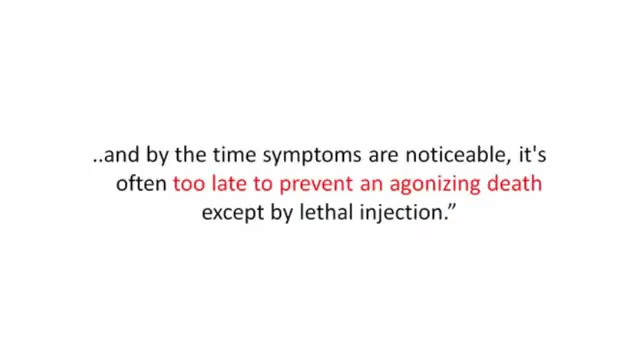 ..and by the time symptoms are noticeable, it's
often too late to prevent an agonizing death
except by lethal injection.”